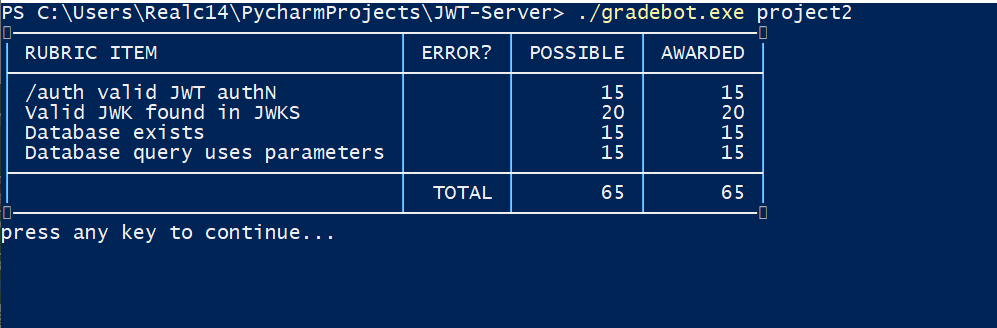 PS C:\Users\Realc14\PycharmProjects\JWT-Server> ./gradebot.exe project2
RUBRIC ITEM ERROR? POSSIBLE AWARDED
/auth valid JWT authN 15 15
Valid JWK found in JWKS 20 20
Database exists 15 15
Database query uses parameters 15 15
TOTAL 65 65
press any key to continue...